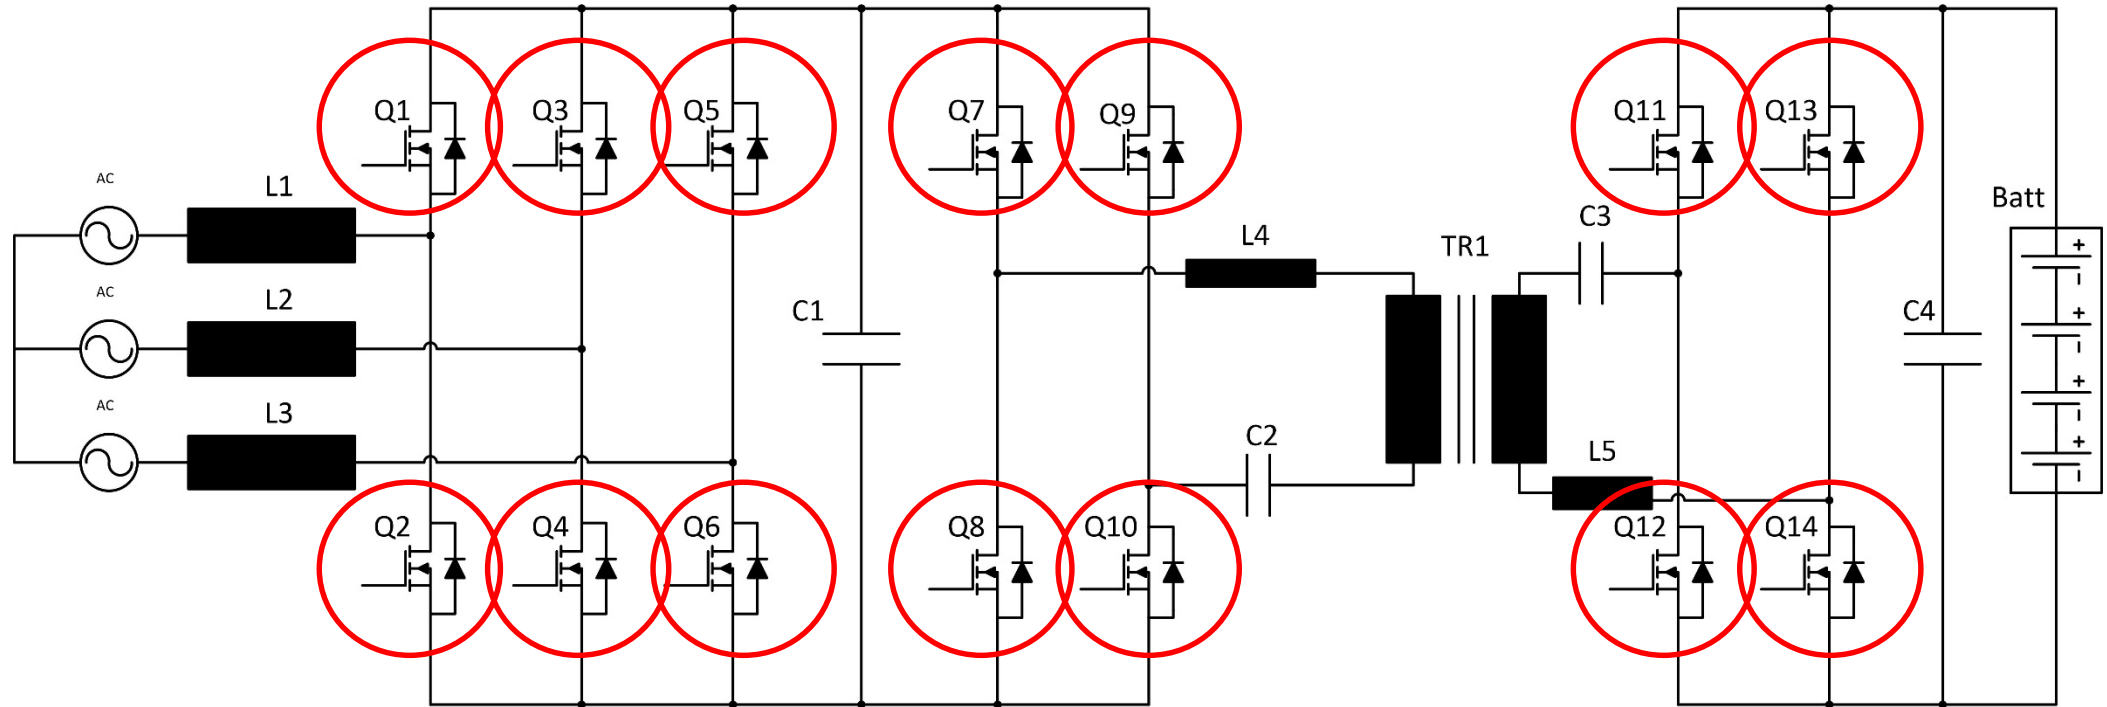 Q1
Q3
Q5
Q7
Q9
Q11
Q13
AC
L1
Batt
C3
L4
TR1
AC
L2
C1
C4
AC
L3
C2
L5
Q2
Q4
Q6
Q8
Q10
Q12
Q14
+
-
+
-
+
-
+
-